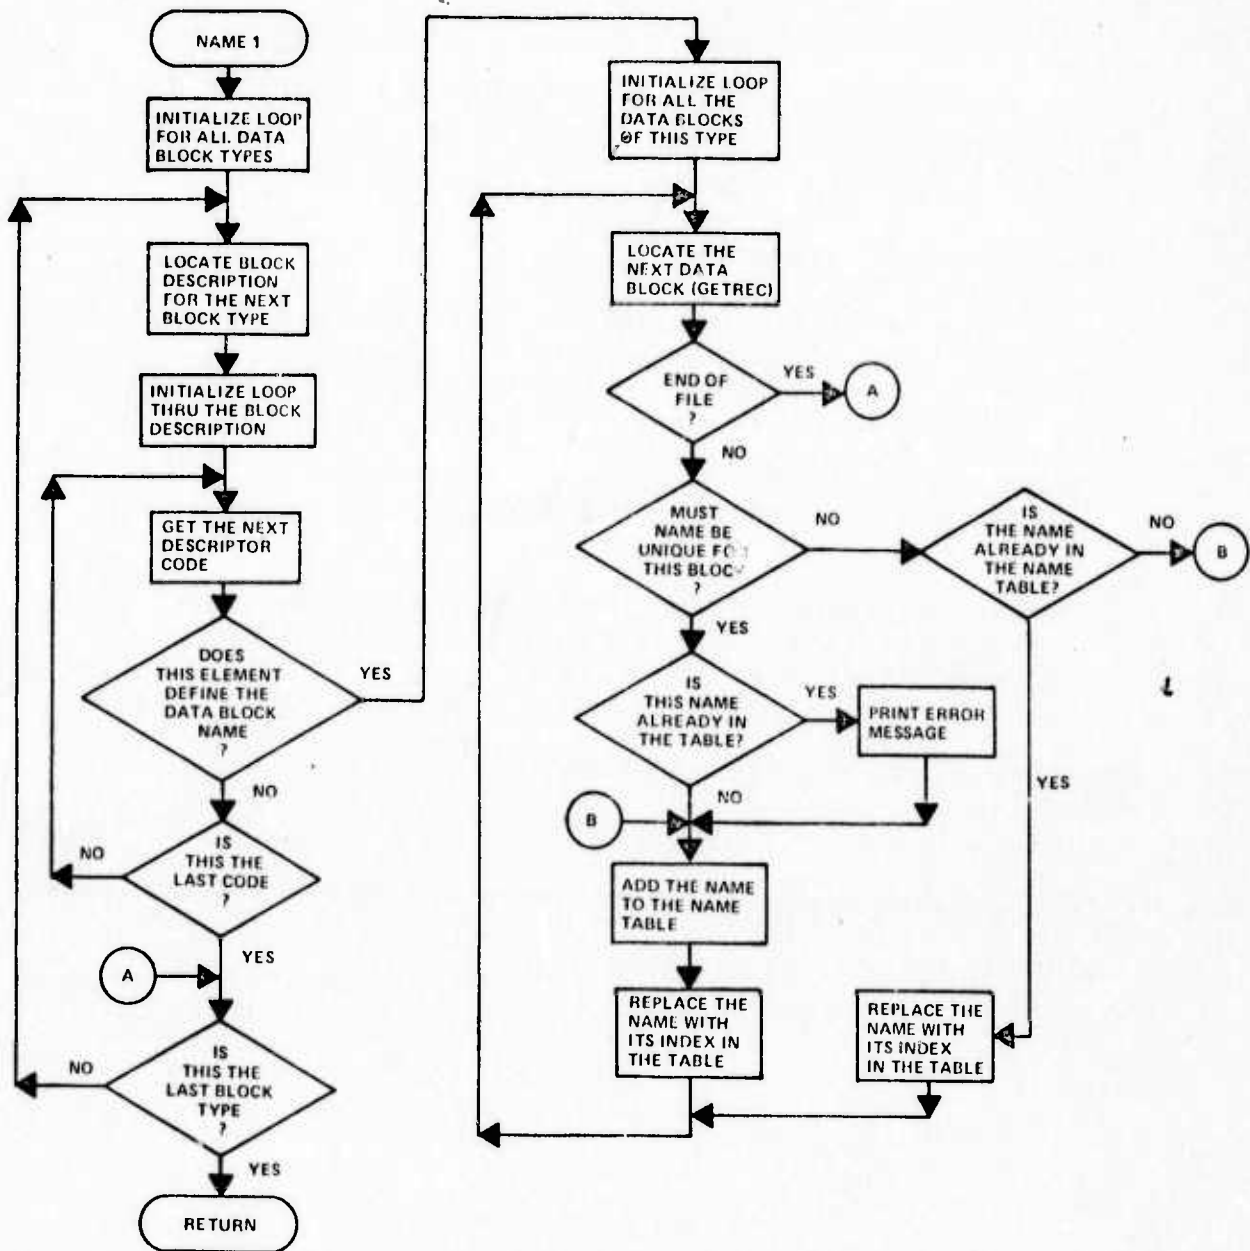 NAME 1
INITIALIZE LOOP
FOR ALL DATA
BLOCK TYPES
LOCATE BLOCK
DESCRIPTION
FOR THE NEXT
BLOCK TYPE
INITIALIZE LOOP
THRU THE BLOCK
DESCRIPTION
GET THE NEXT
DESCRIPTOR
CODE
DOES
THIS ELEMENT
DEFINE THE
DATA BLOCK
NAME
?
YES
NO
IS
THIS THE
LAST CODE
?
NO
YES
A
IS
THIS THE
LAST BLOCK
TYPE
?
NO
YES
RETURN
INITIALIZE LOOP
FOR ALL THE
DATA BLOCKS
OF THIS TYPE
LOCATE THE
NEXT DATA
BLOCK (GETREC)
END OF
FILE
?
YES
A
NO
MUST
NAME BE
UNIQUE FOR
THIS BLOCK
?
NO
IS
THE NAME
ALREADY IN
THE NAME
TABLE?
NO
B
YES
IS
THIS NAME
ALREADY IN
THE TABLE?
YES
PRINT ERROR
MESSAGE
YES
NO
B
ADD THE NAME
TO THE NAME
TABLE
REPLACE THE
NAME WITH
ITS INDEX IN
THE TABLE
REPLACE THE
NAME WITH
ITS INDEX
IN THE TABLE